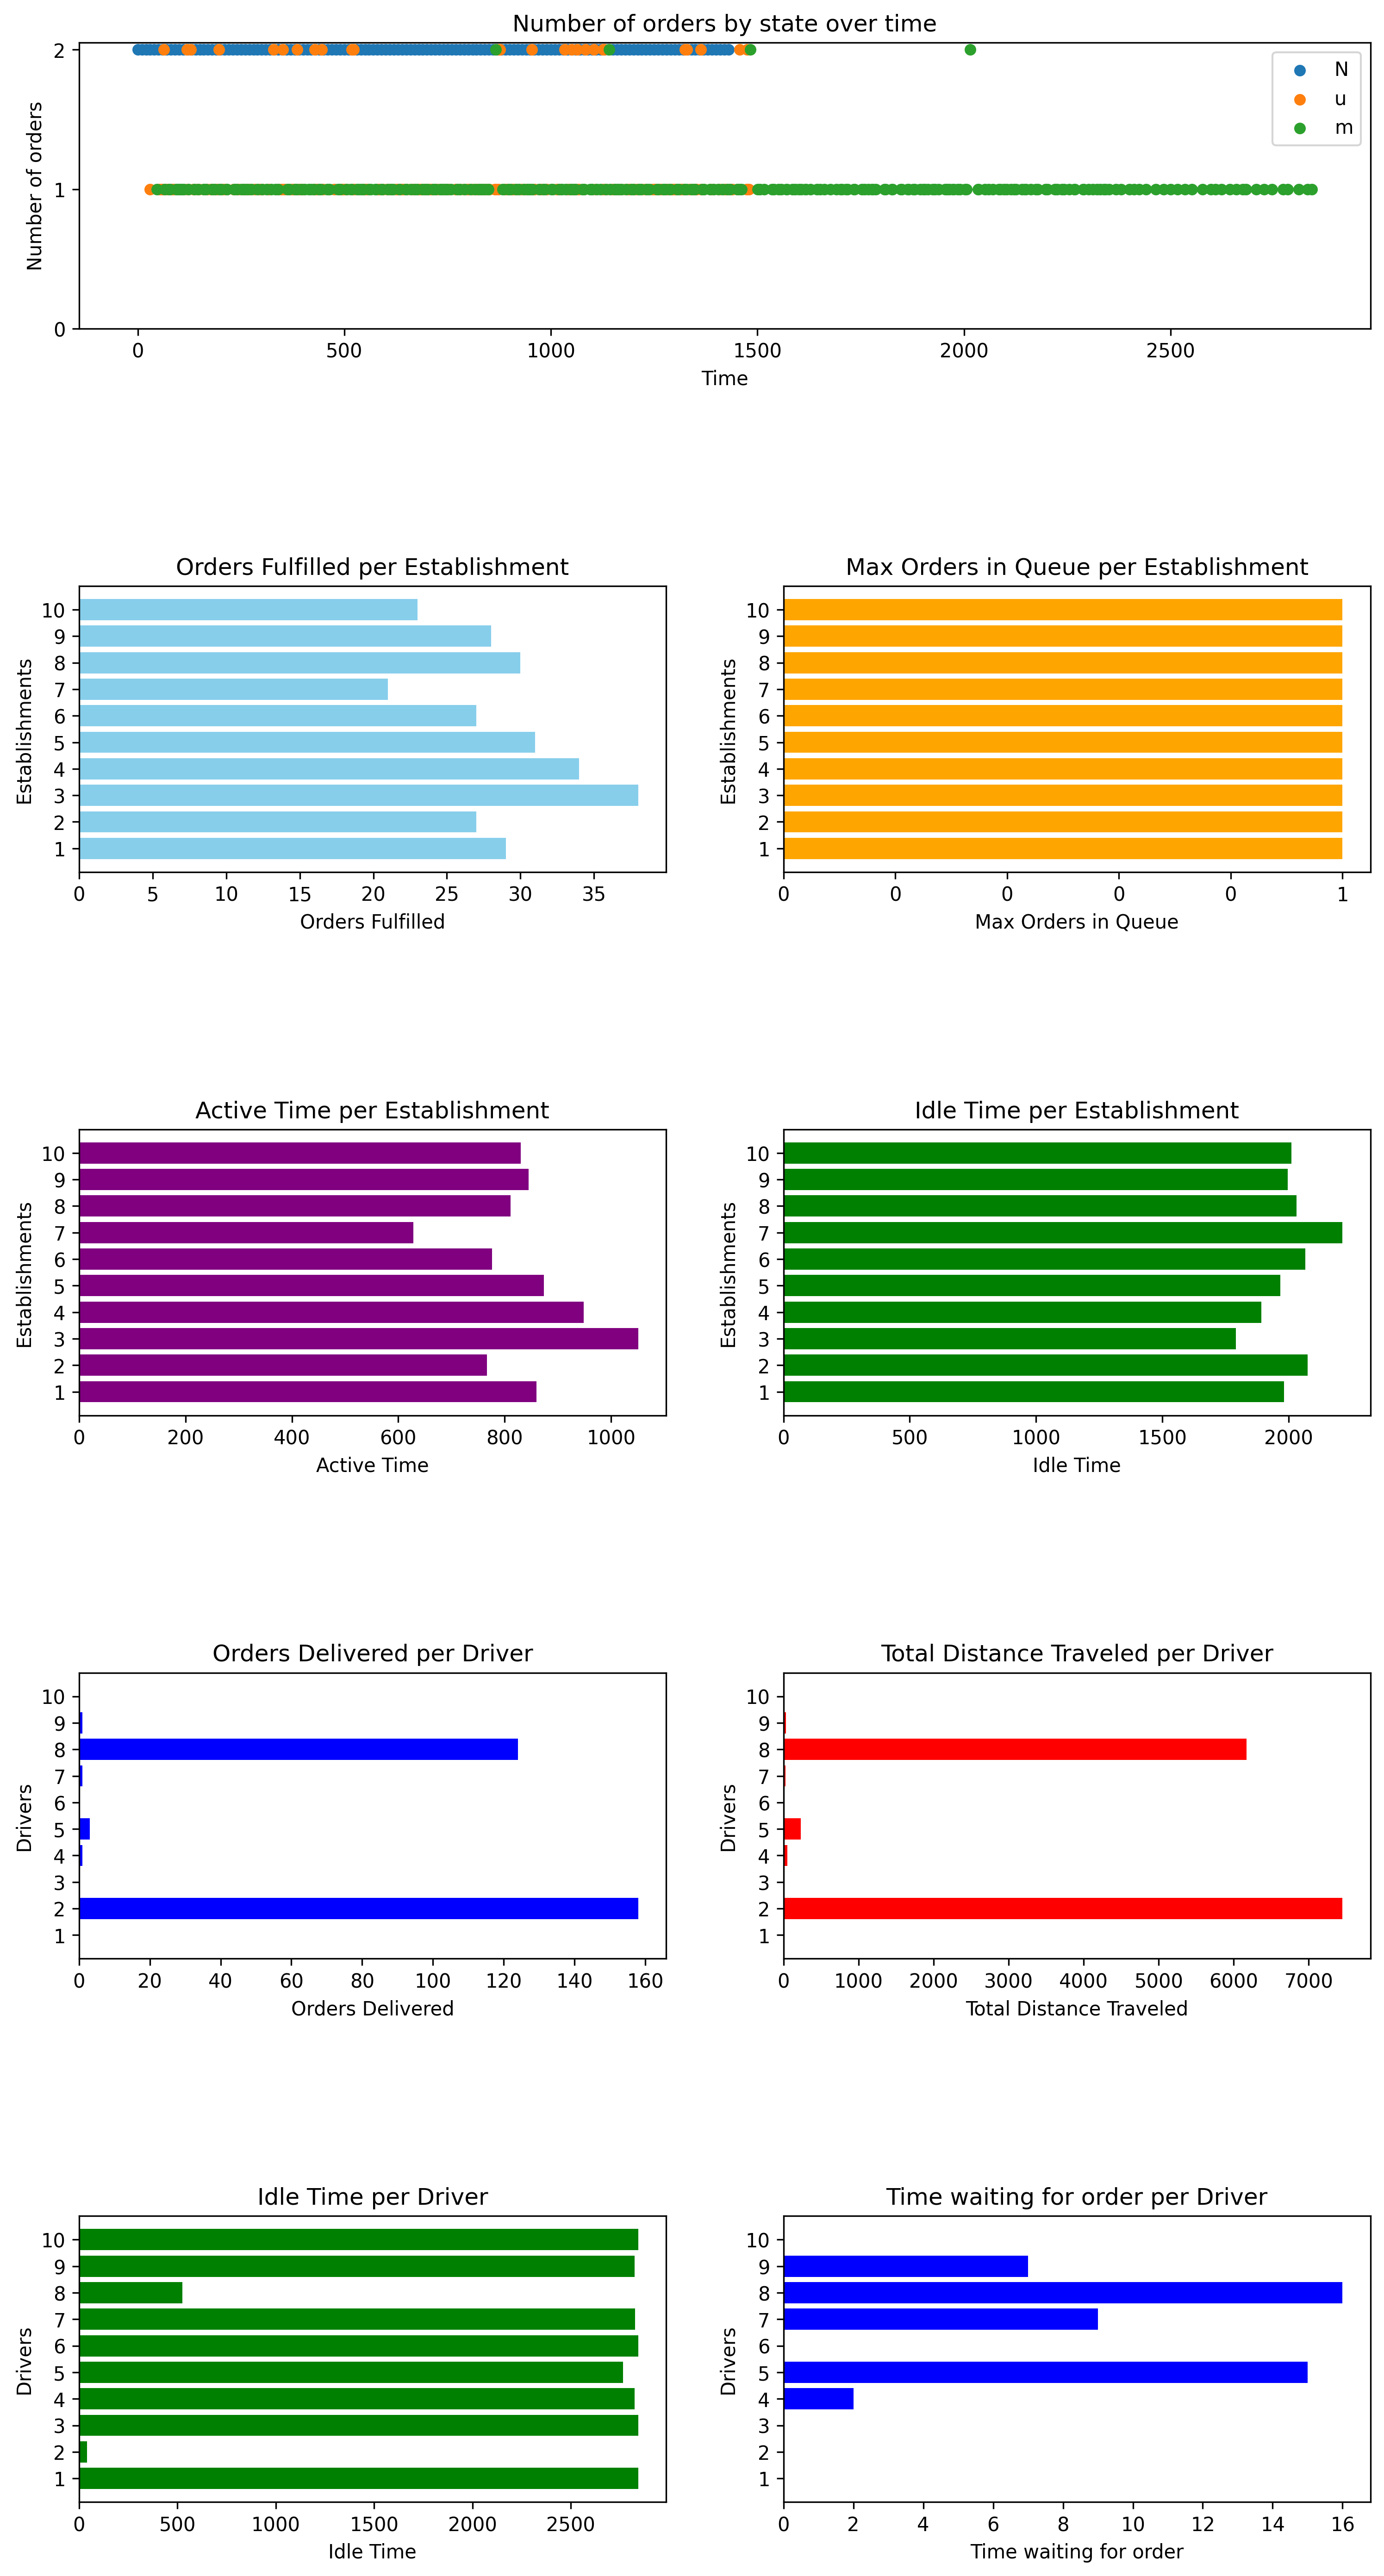 Number of orders by state over time
2
1
0
Number of orders
N
u
m
0 500 1000 1500 2000 2500
Time
Orders Fulfilled per Establishment
10
9
8
7
6
5
4
3
2
1
Establishments
0 5 10 15 20 25 30 35
Orders Fulfilled
Max Orders in Queue per Establishment
10
9
8
7
6
5
4
3
2
1
Establishments
0 0 0 0 0 1
Max Orders in Queue
Active Time per Establishment
10
9
8
7
6
5
4
3
2
1
Establishments
0 200 400 600 800 1000
Active Time
Idle Time per Establishment
10
9
8
7
6
5
4
3
2
1
Establishments
0 500 1000 1500 2000
Idle Time
Orders Delivered per Driver
10
9
8
7
6
5
4
3
2
1
Drivers
0 20 40 60 80 100 120 140 160
Orders Delivered
Total Distance Traveled per Driver
10
9
8
7
6
5
4
3
2
1
Drivers
0 1000 2000 3000 4000 5000 6000 7000
Total Distance Traveled
Idle Time per Driver
10
9
8
7
6
5
4
3
2
1
Drivers
0 500 1000 1500 2000 2500
Idle Time
Time waiting for order per Driver
10
9
8
7
6
5
4
3
2
1
Drivers
0 2 4 6 8 10 12 14 16
Time waiting for order